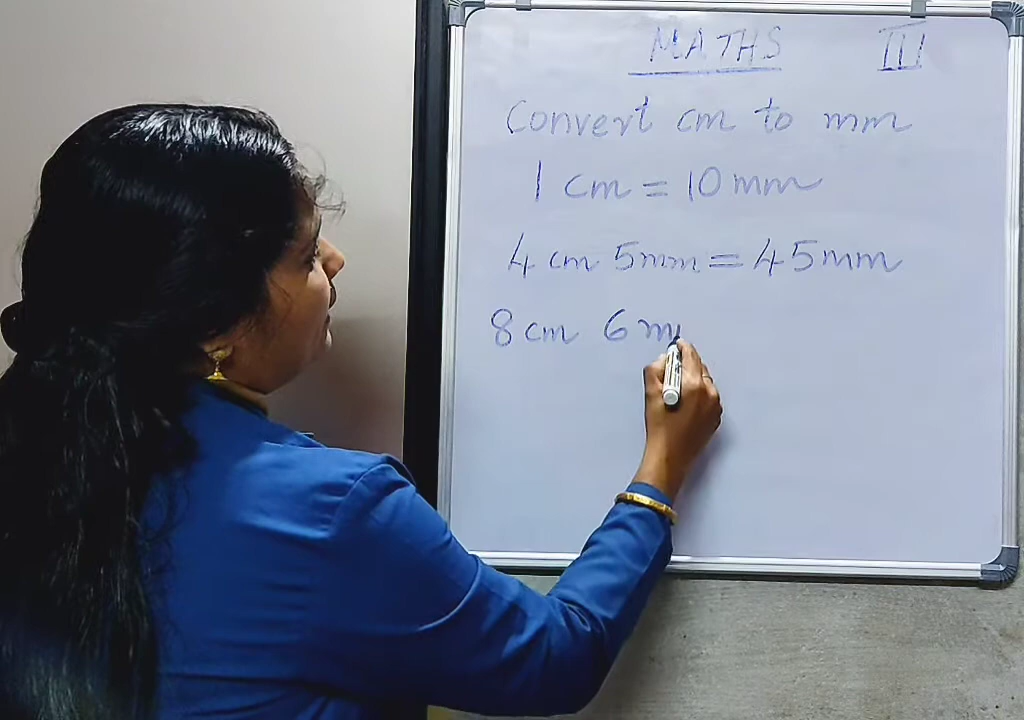 MATHS III
Convert cm to mm
1 cm = 10 mm
4 cm 5mm = 45mm
8 cm 6 m